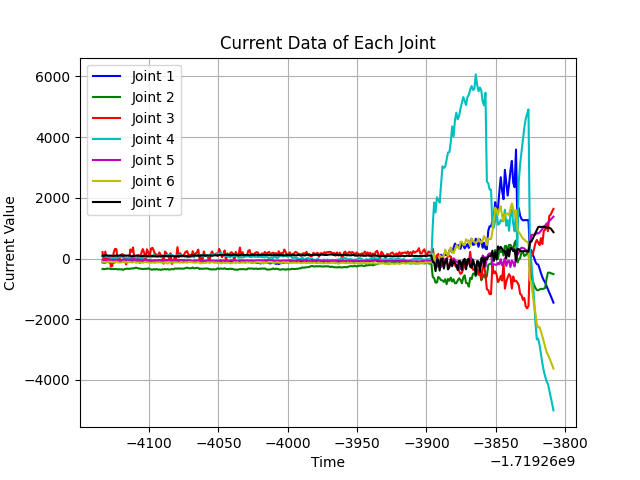 Current Data of Each Joint
Joint 1
Joint 2
Joint 3
Joint 4
Joint 5
Joint 6
Joint 7
Current Value
6000
4000
2000
0
−2000
−4000
−4100
−4050
−4000
−3950
−3900
−3850
−3800
Time
−1.71926e9